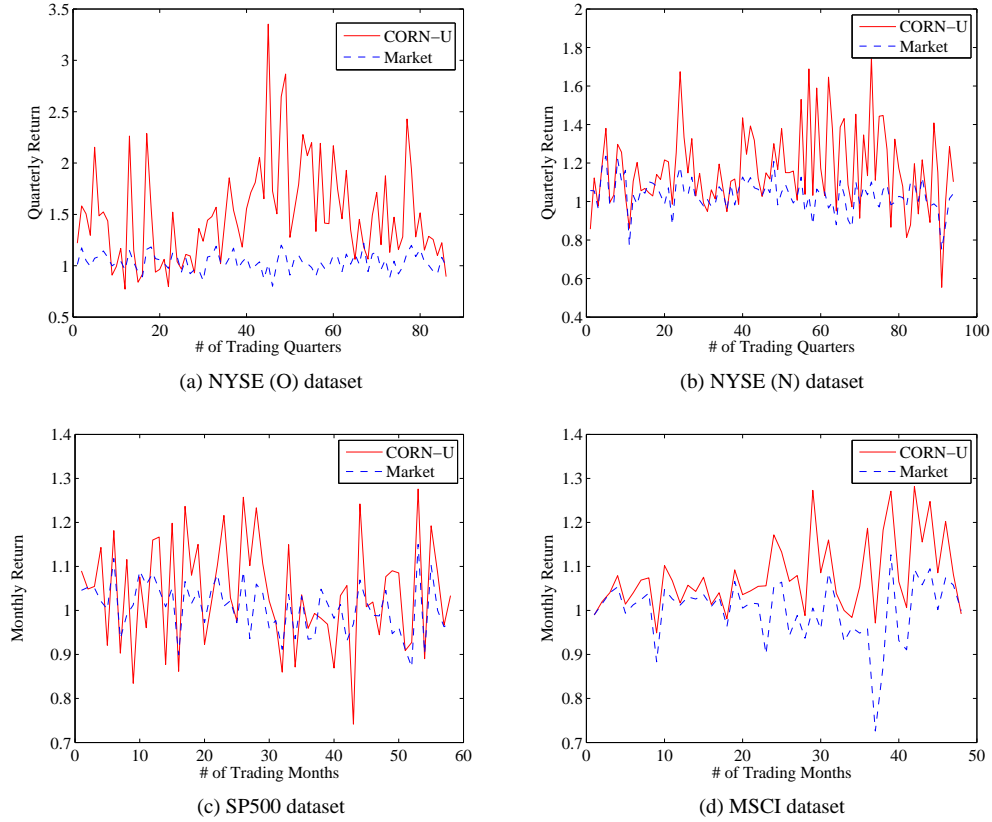 3.5
3
2.5
2
1.5
1
0.5
0
20
40
60
80
Quarterly Return
# of Trading Quarters
CORN-U
Market
(a) NYSE (O) dataset
2
1.8
1.6
1.4
1.2
1
0.8
0.6
0.4
0
20
40
60
80
100
Quarterly Return
# of Trading Quarters
CORN-U
Market
(b) NYSE (N) dataset
1.4
1.3
1.2
1.1
1
0.9
0.8
0.7
0
10
20
30
40
50
60
Monthly Return
# of Trading Months
CORN-U
Market
(c) SP500 dataset
1.4
1.3
1.2
1.1
1
0.9
0.8
0.7
0
10
20
30
40
50
Monthly Return
# of Trading Months
CORN-U
Market
(d) MSCI dataset